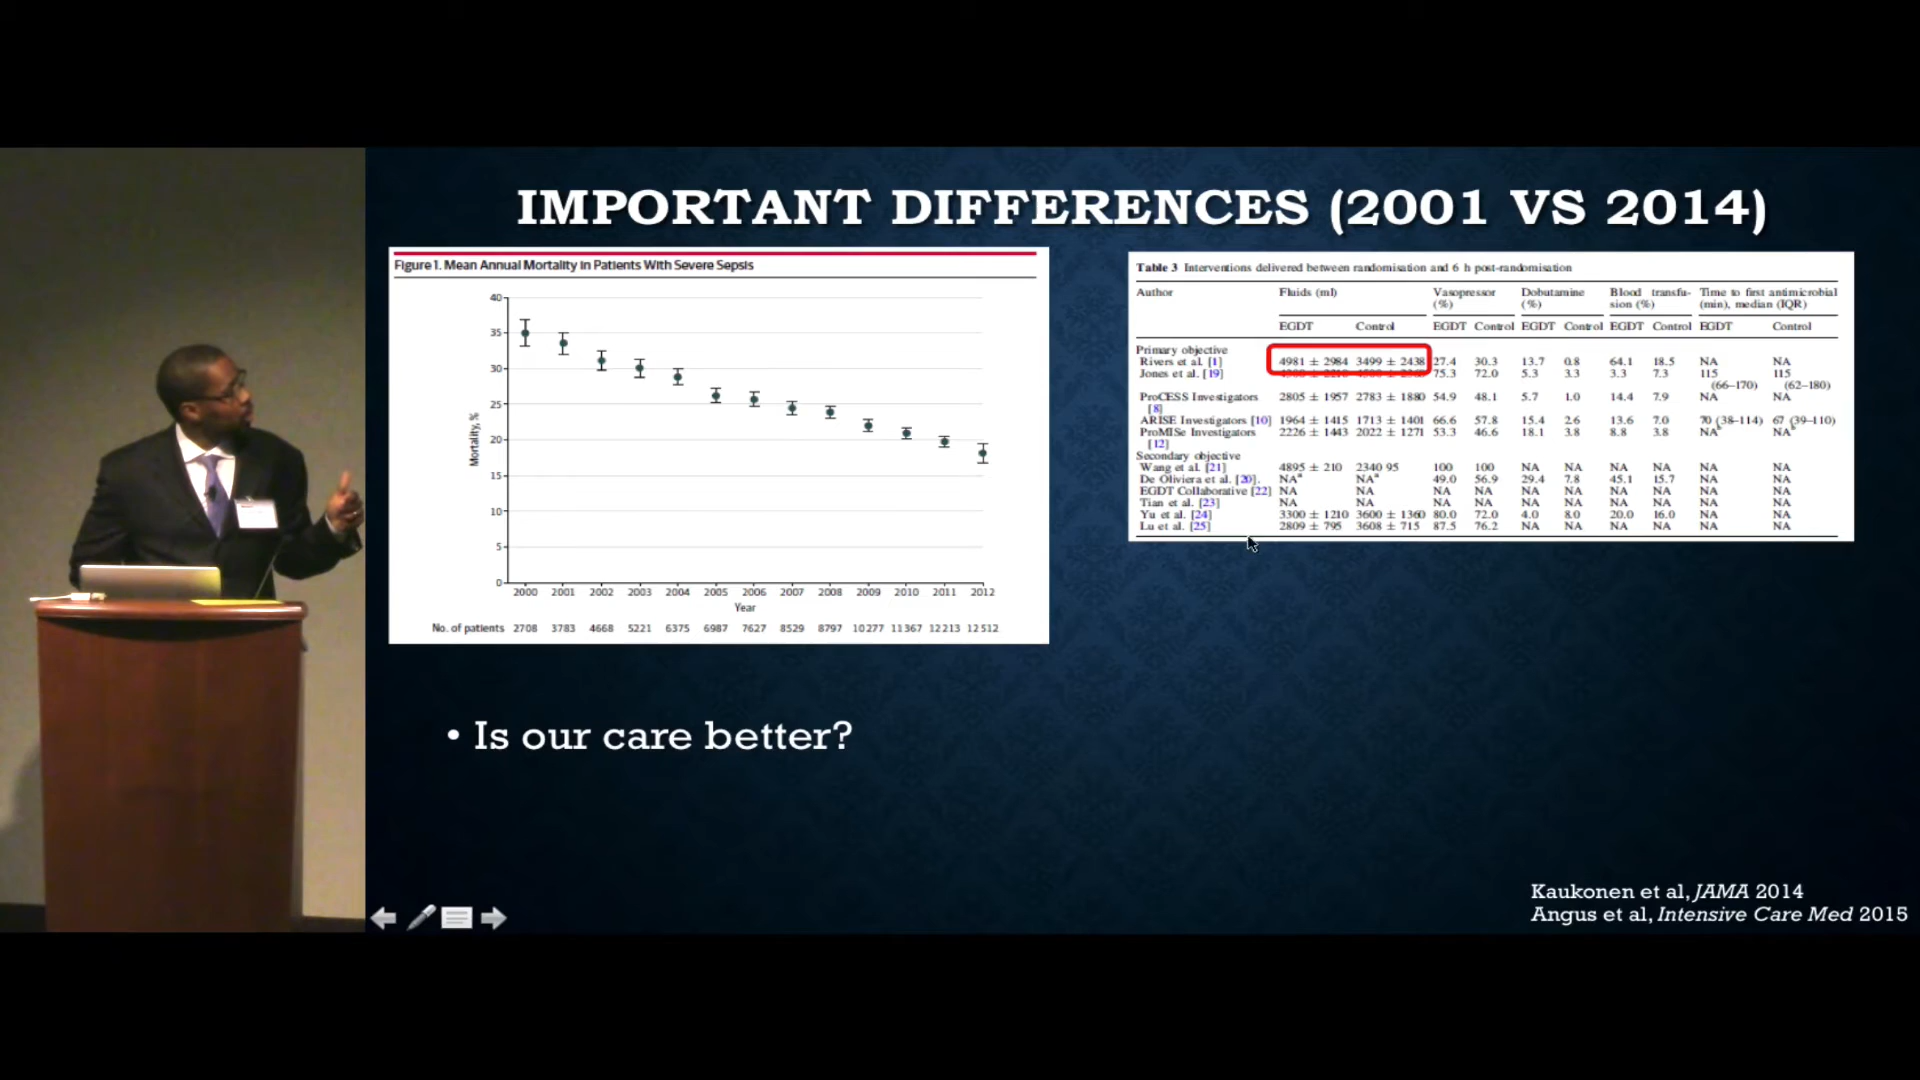 IMPORTANT DIFFERENCES (2001 VS 2014)
Figure 1. Mean Annual Mortality in Patients With Severe Sepsis
40
35
30
25
20
15
10
5
0
Mortality, %
2000 2001 2002 2003 2004 2005 2006 2007 2008 2009 2010 2011 2012
Year
No. of patients 2708 3783 4668 5221 6375 6987 7627 8529 8797 10277 11367 12213 12512
Table 3 Interventions delivered between randomisation and 6 h post-randomisation
Author Fluids (ml) Vasopressor (%) Dobutamine (%) Blood transfu-sion (%) Time to first antimicrobial (min), median (IQR)
EGDT Control EGDT Control EGDT Control EGDT Control EGDT Control
Primary objective
Rivers et al. [1] 4981 ± 2984 3499 ± 2438 27.4 30.3 13.7 0.8 64.1 18.5 NA NA
Jones et al. [19] 75.3 72.0 5.3 3.3 3.3 7.3 115 115
(66–170) (62–180)
ProCESS Investigators [8] 2805 ± 1957 2783 ± 1880 54.9 48.1 5.7 1.0 14.4 7.9 NA NA
ARISE Investigators [10] 1964 ± 1415 1713 ± 1401 66.6 57.8 15.4 2.6 13.6 7.0 70 (38–114) 67 (39–110)
ProMISe Investigators [12] 2226 ± 1443 2022 ± 1271 53.3 46.6 18.1 3.8 8.8 3.8 NA NA
Secondary objective
Wang et al. [21] 4895 ± 210 2340 95 100 100 NA NA NA NA NA NA
De Oliviera et al. [20]. NAa NAa 49.0 56.9 29.4 7.8 45.1 15.7 NA NA
EGDT Collaborative [22] NA NA NA NA NA NA NA NA NA NA
Tian et al. [23] NA NA NA NA NA NA NA NA NA NA
Yu et al. [24] 3300 ± 1210 3600 ± 1360 80.0 72.0 4.0 8.0 20.0 16.0 NA NA
Lu et al. [25] 2809 ± 795 3608 ± 715 87.5 76.2 NA NA NA NA NA NA
• Is our care better?
Kaukonen et al, JAMA 2014
Angus et al, Intensive Care Med 2015